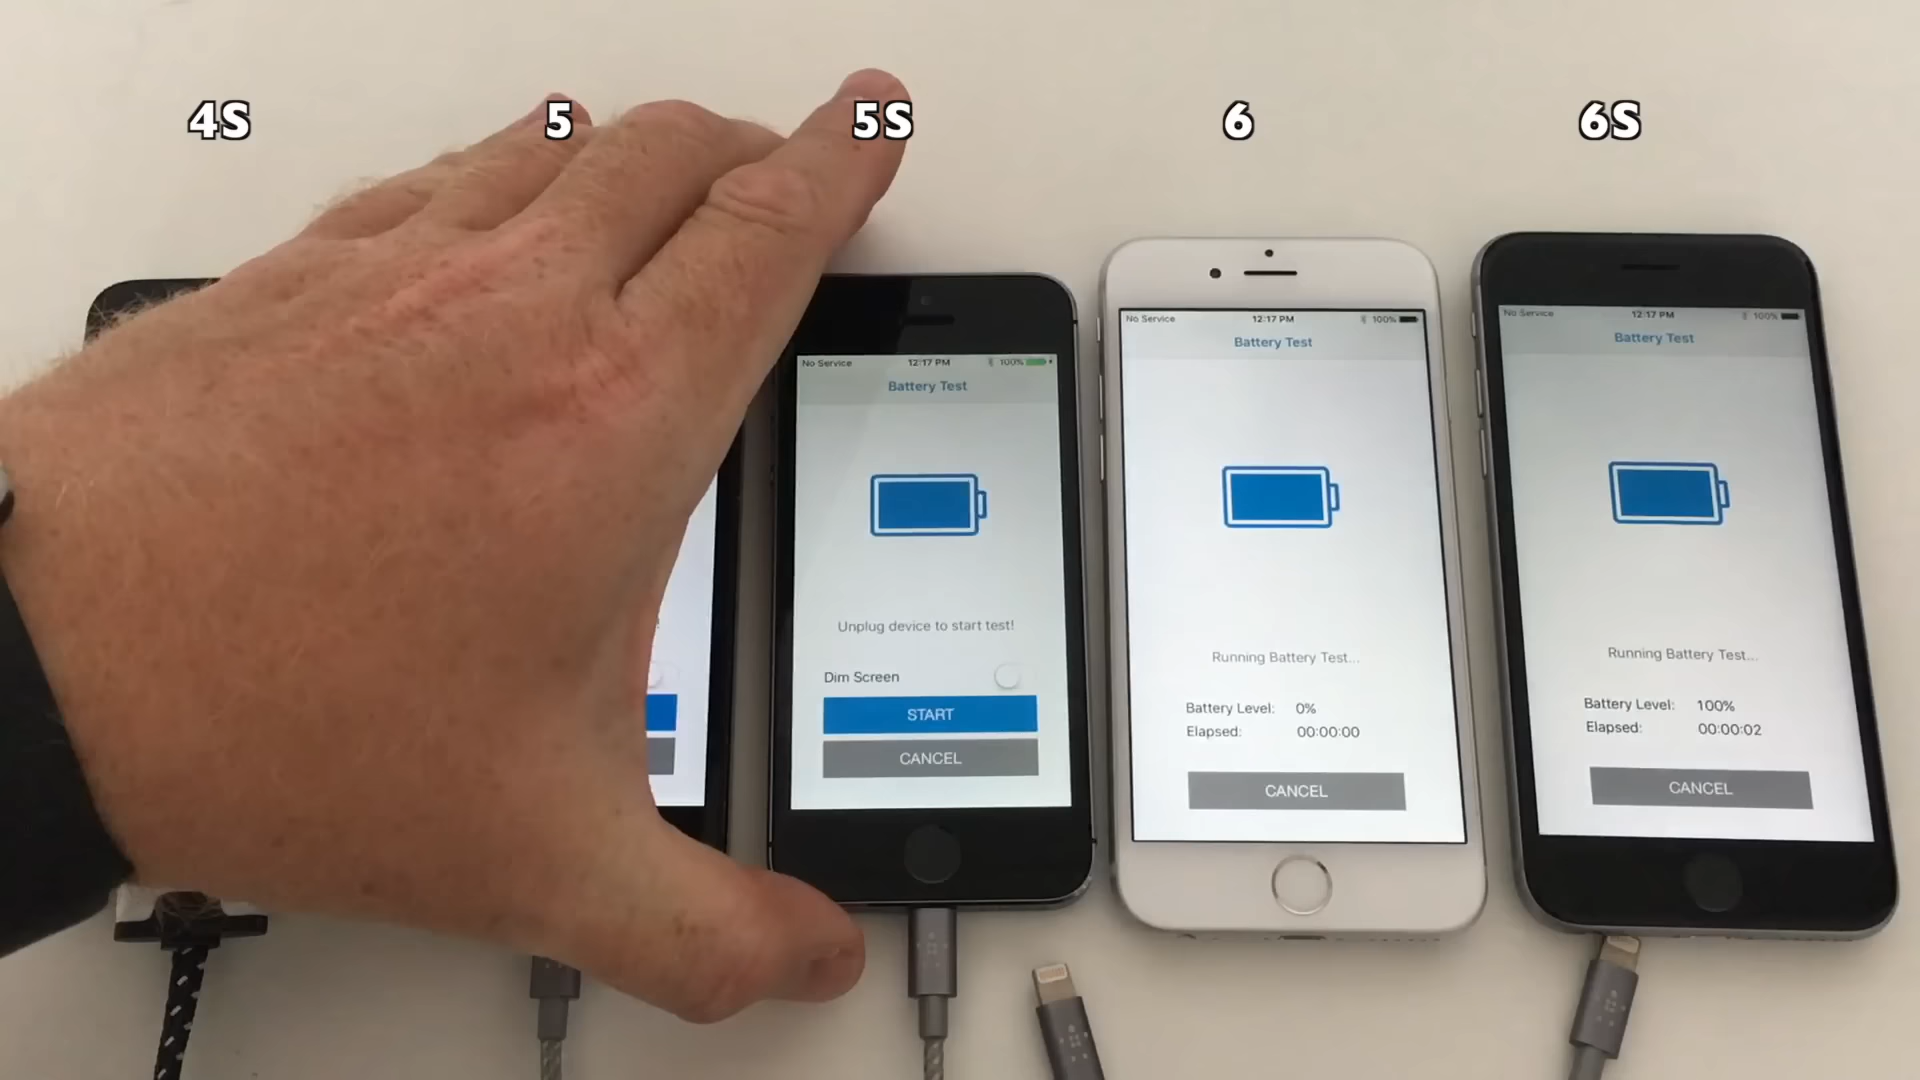 4S
5
5S
6
6S
No Service 12:17 PM 100%
Battery Test
Unplug device to start test!
Dim Screen
START
CANCEL
No Service 12:17 PM 100%
Battery Test
Running Battery Test...
Battery Level: 0%
Elapsed: 00:00:00
CANCEL
No Service 12:17 PM 100%
Battery Test
Running Battery Test...
Battery Level: 100%
Elapsed: 00:00:02
CANCEL